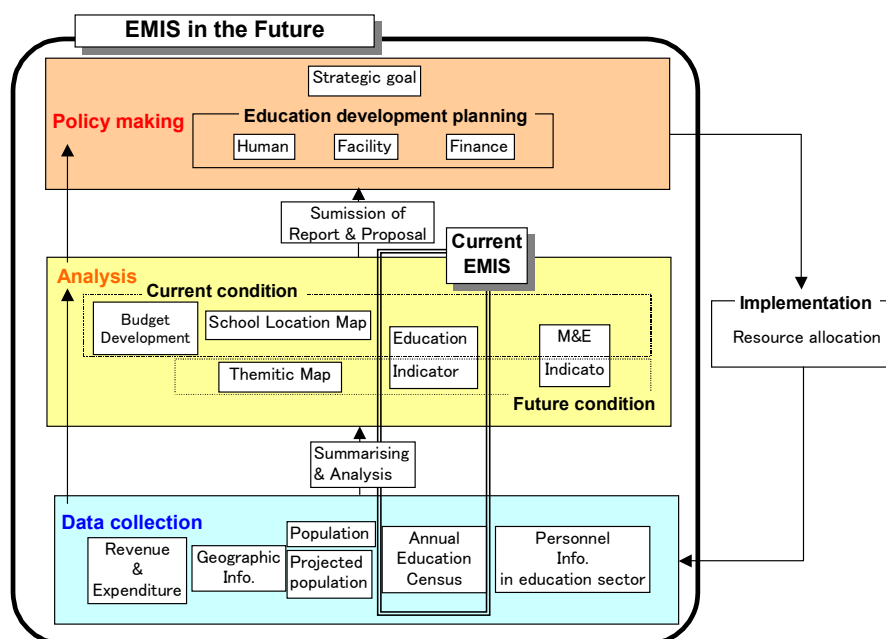 EMIS in the Future
Strategic goal
Policy making
Education development planning
Human
Facility
Finance
Sumission of
Report & Proposal
Current
EMIS
Analysis
Current condition
Budget
Development
School Location Map
Education
Indicator
M&E
Indicato
Themitic Map
Future condition
Implementation
Resource allocation
Summarising
& Analysis
Data collection
Revenue
&
Expenditure
Geographic
Info.
Population
Projected
population
Annual
Education
Census
Personnel
Info.
in education sector